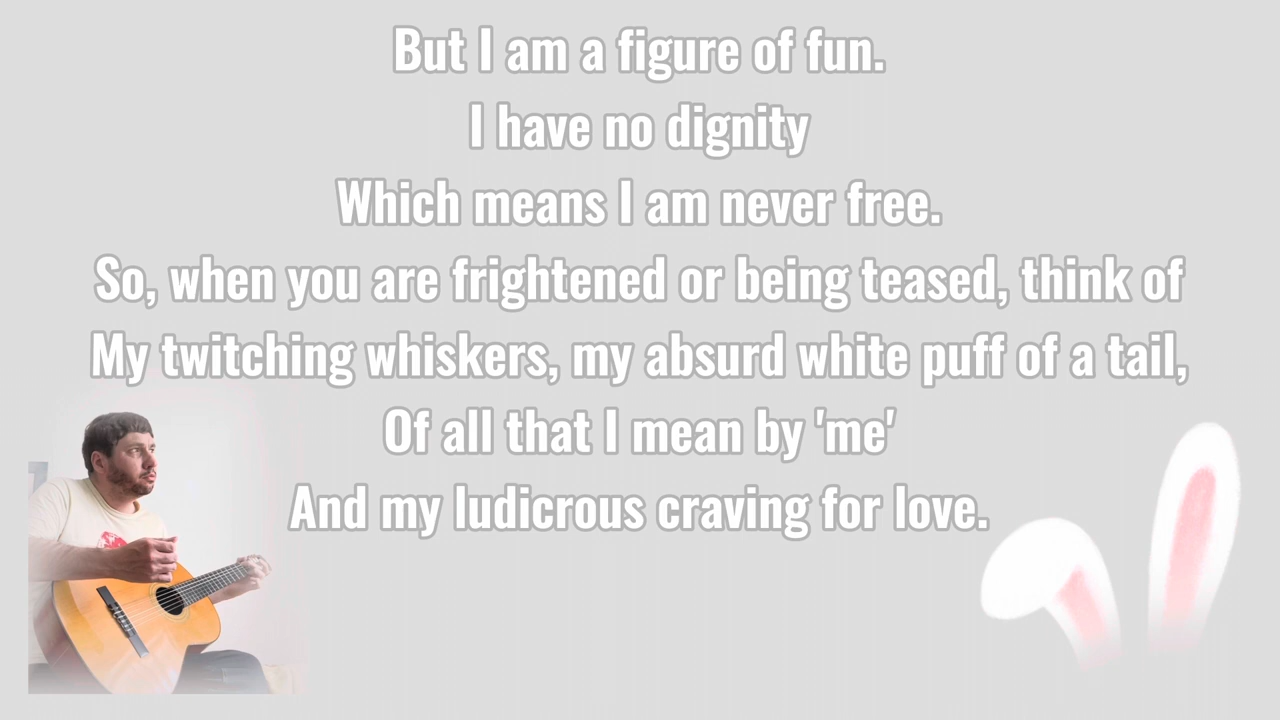 But I am a figure of fun.
I have no dignity
Which means I am never free.
So, when you are frightened or being teased, think of
My twitching whiskers, my absurd white puff of a tail,
Of all that I mean by 'me'
And my ludicrous craving for love.